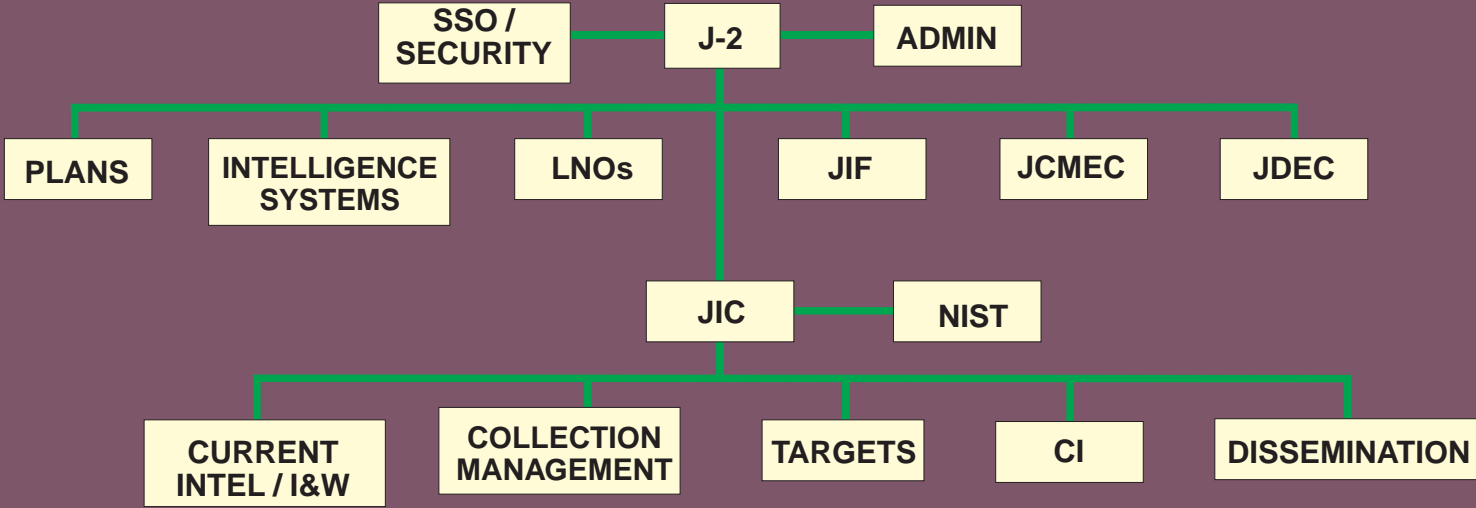 SSO /
SECURITY
J-2
ADMIN
PLANS
INTELLIGENCE
SYSTEMS
LNOs
JIF
JCMEC
JDEC
JIC
NIST
CURRENT
INTEL / I&W
COLLECTION
MANAGEMENT
TARGETS
CI
DISSEMINATION